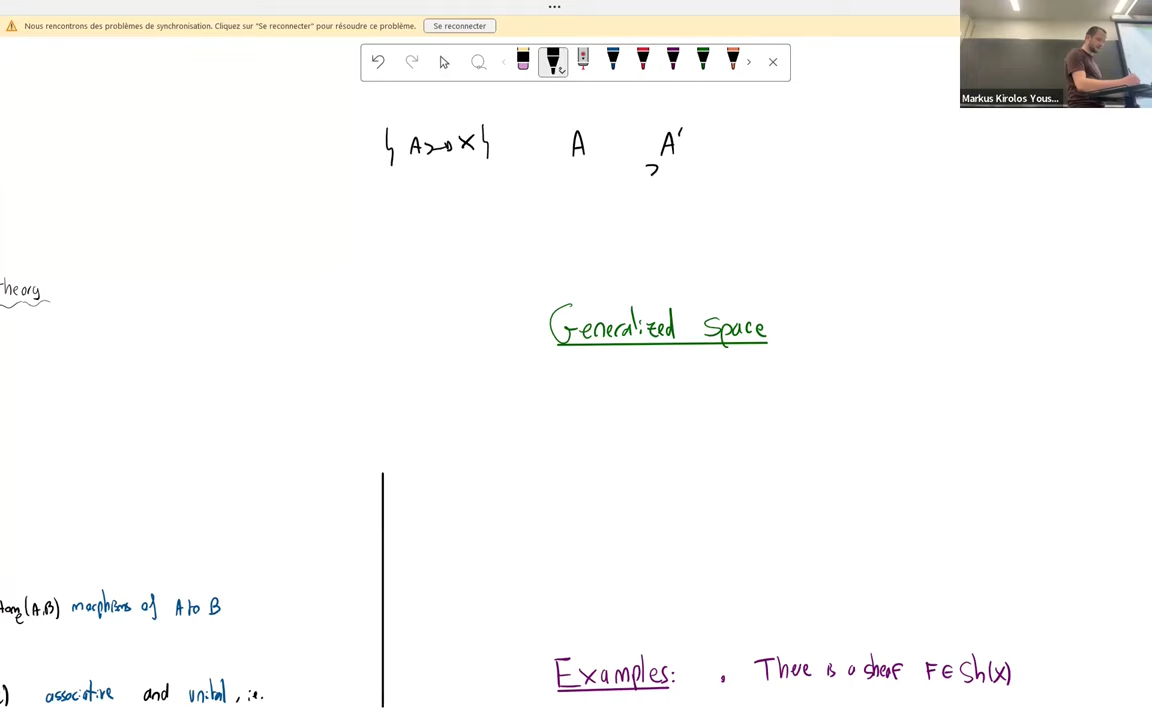 Nous rencontrons des problèmes de synchronisation. Cliquez sur "Se reconnecter" pour résoudre ce problème. Se reconnecter
Markus Kirolos Yous...
{ A↣X } A A'
theory
Generalized Space
Home(A,B) morphisms of A to B
Examples: . There is a sheaf F∈Sh(X)
) associative and unital, i.e.